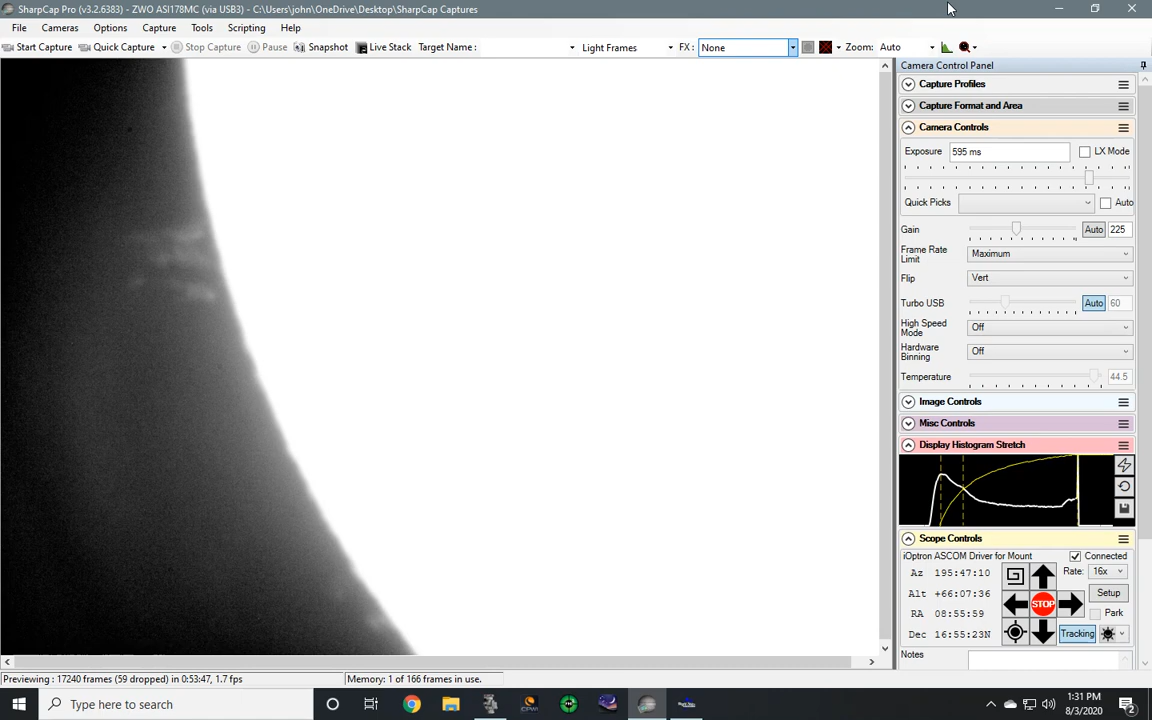 SharpCap Pro (v3.2.6383) - ZWO ASI178MC (via USB3) - C:\Users\john\OneDrive\Desktop\SharpCap Captures
File Cameras Options Capture Tools Scripting Help
Start Capture Quick Capture Stop Capture Pause Snapshot Live Stack Target Name: Light Frames FX: None Zoom: Auto
Camera Control Panel
Capture Profiles
Capture Format and Area
Camera Controls
Exposure 595 ms LX Mode
Quick Picks Auto
Gain Auto 225
Frame Rate
Limit Maximum
Flip Vert
Turbo USB Auto 60
High Speed
Mode Off
Hardware
Binning Off
Temperature 44.5
Image Controls
Misc Controls
Display Histogram Stretch
Scope Controls
iOptron ASCOM Driver for Mount Connected
Az 195:47:10 Rate: 16x
Alt +66:07:36 STOP Setup
RA 08:55:59 Park
Dec 16:55:23N Tracking
Notes
Previewing : 17240 frames (59 dropped) in 0:53:47, 1.7 fps Memory: 1 of 166 frames in use.
Type here to search
1:31 PM
8/3/2020
2